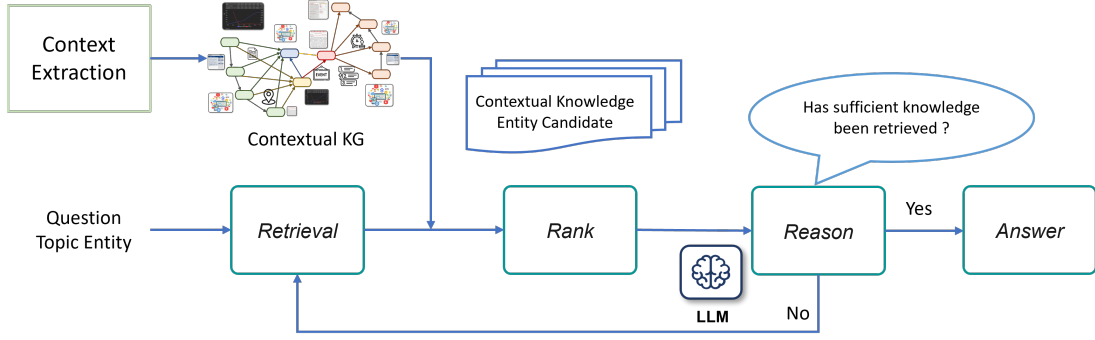 Context
Extraction
EVENT
Contextual KG
Contextual Knowledge
Entity Candidate
Has sufficient knowledge
been retrieved ?
Question
Topic Entity
Retrieval
Rank
Reason
Yes
Answer
LLM
No